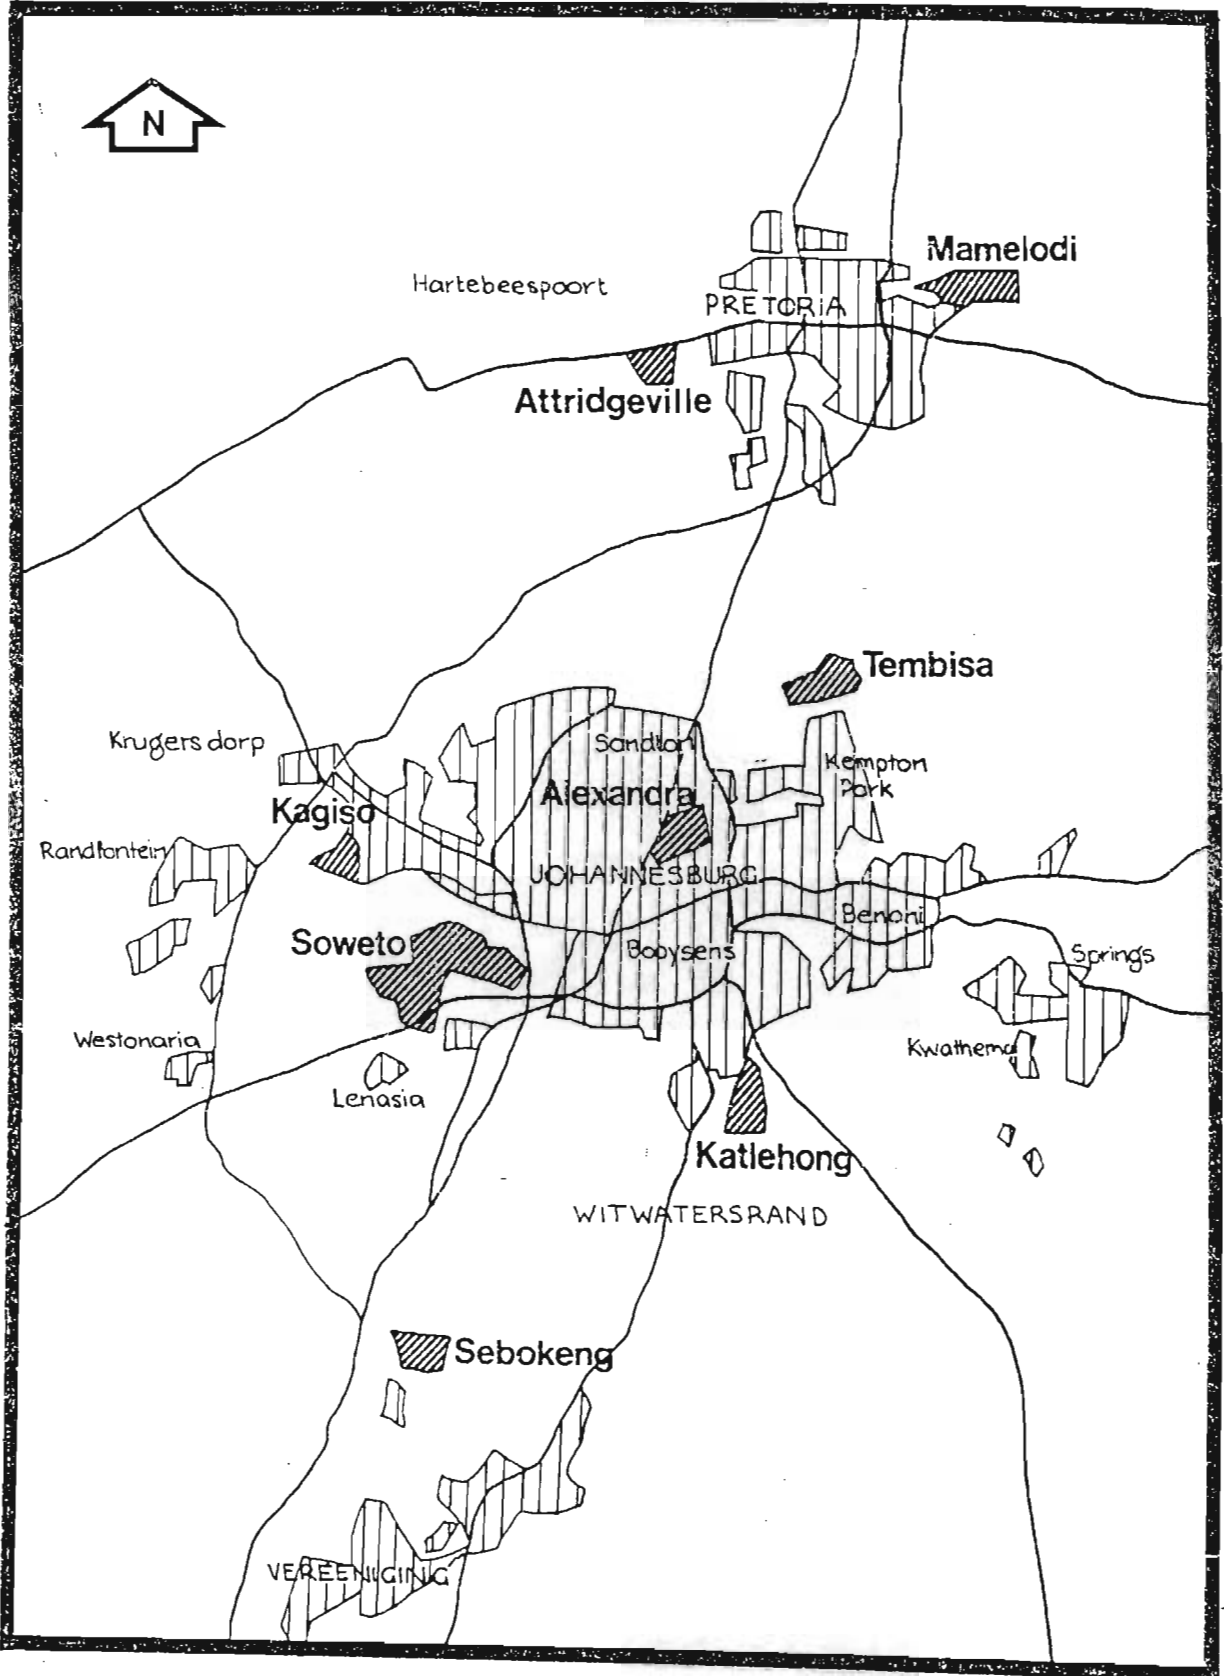 N
Mamelodi
Hartebeespoort
PRETORIA
Attridgeville
Tembisa
Krugersdorp
Sandton
Kempton
Park
Alexandra
Kagiso
Randfontein
JOHANNESBURG
Benoni
Soweto
Booysens
Springs
Westonaria
Kwathema
Lenasia
Katlehong
WITWATERSRAND
Sebokeng
VEREENIGING